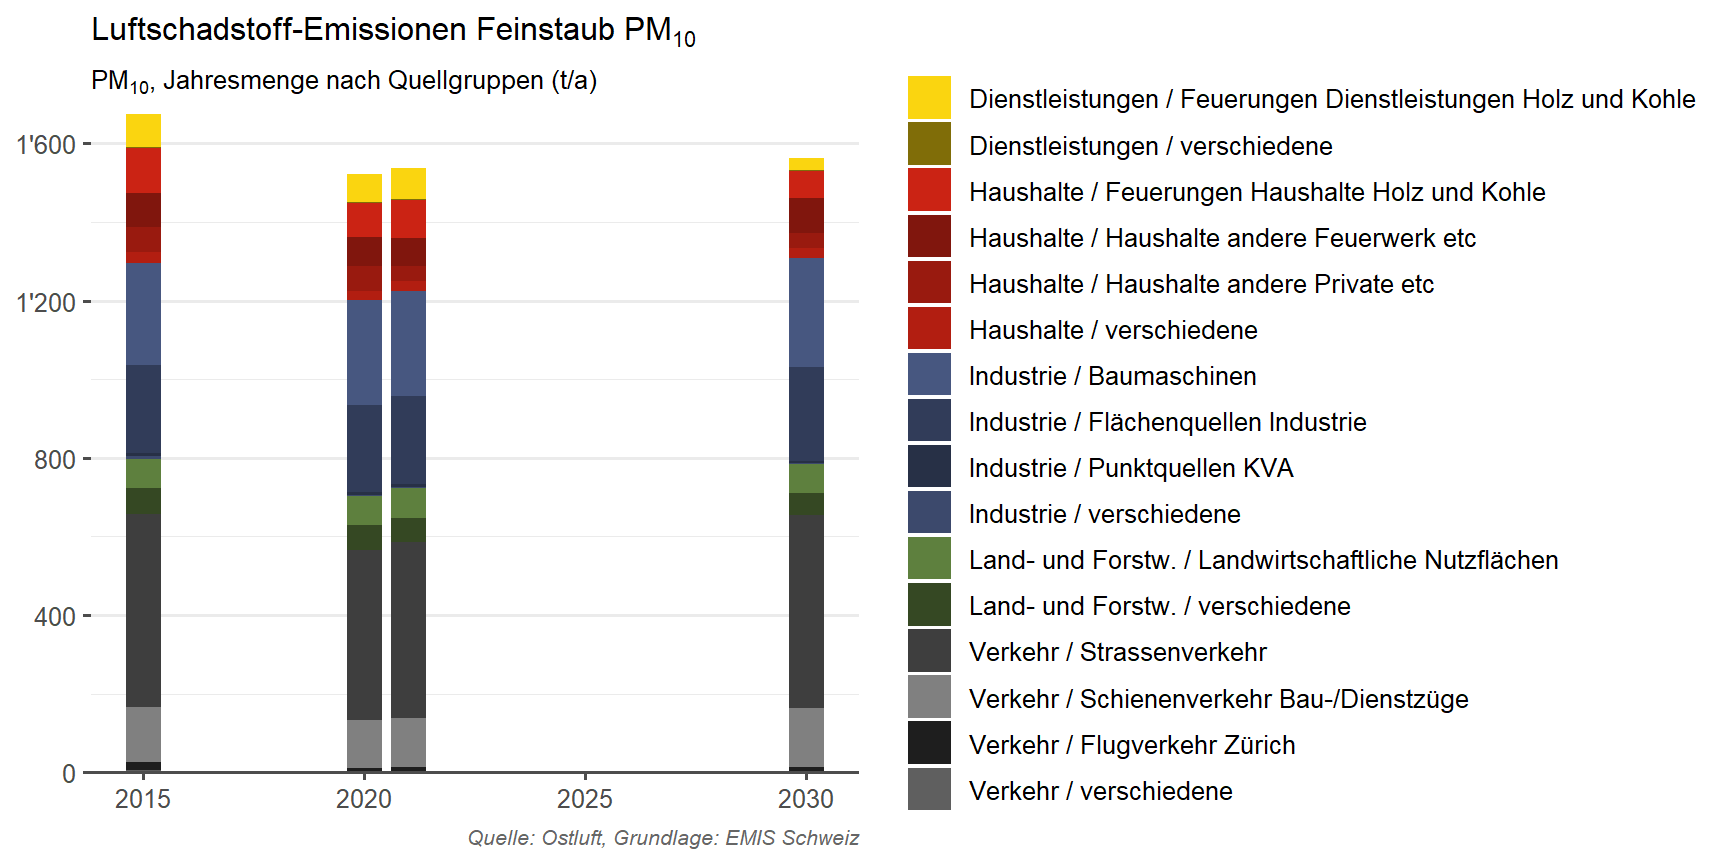 Luftschadstoff-Emissionen Feinstaub PM₁₀
PM₁₀, Jahresmenge nach Quellgruppen (t/a)
1'600
1'200
800
400
0
2015 2020 2025 2030
Quelle: Ostluft, Grundlage: EMIS Schweiz
Dienstleistungen / Feuerungen Dienstleistungen Holz und Kohle
Dienstleistungen / verschiedene
Haushalte / Feuerungen Haushalte Holz und Kohle
Haushalte / Haushalte andere Feuerwerk etc
Haushalte / Haushalte andere Private etc
Haushalte / verschiedene
Industrie / Baumaschinen
Industrie / Flächenquellen Industrie
Industrie / Punktquellen KVA
Industrie / verschiedene
Land- und Forstw. / Landwirtschaftliche Nutzflächen
Land- und Forstw. / verschiedene
Verkehr / Strassenverkehr
Verkehr / Schienenverkehr Bau-/Dienstzüge
Verkehr / Flugverkehr Zürich
Verkehr / verschiedene